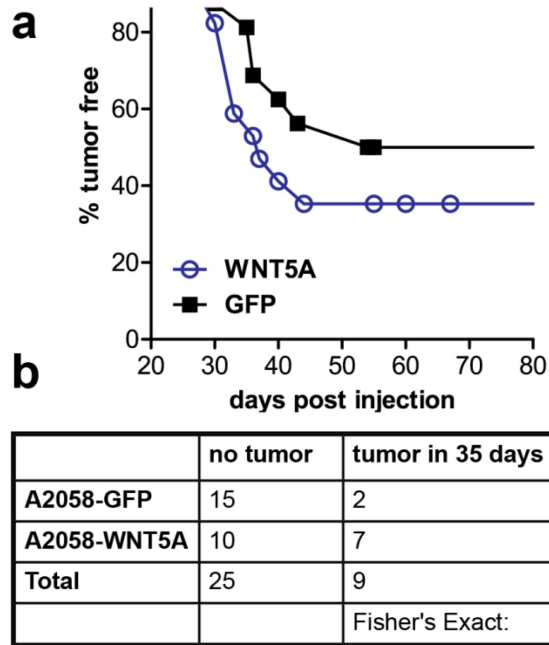 a
80
60
40
20
0
% tumor free
WNT5A
GFP
20 30 40 50 60 70 80
days post injection
b
no tumor tumor in 35 days
A2058-GFP 15 2
A2058-WNT5A 10 7
Total 25 9
Fisher's Exact: